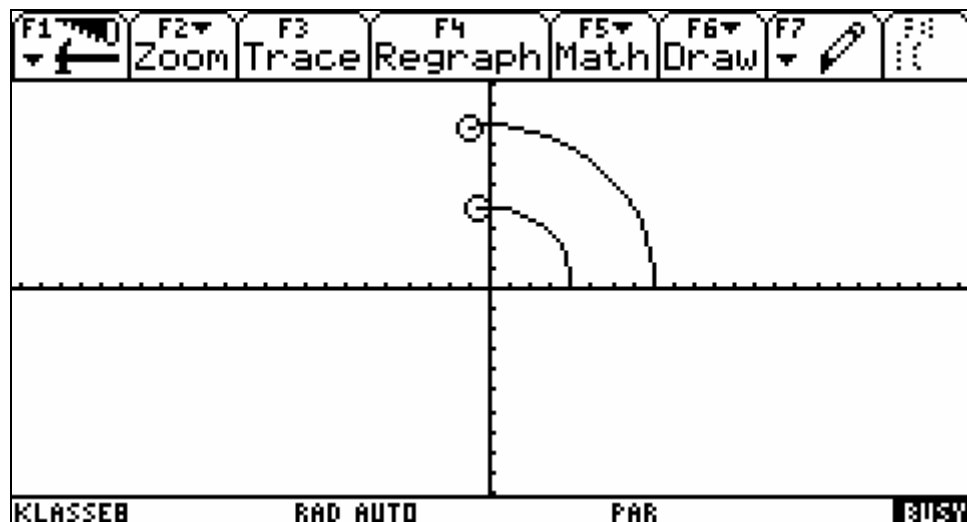 F1 F2 F3 F4 F5 F6 F7
Zoom Trace Regraph Math Draw
KLASSE8 RAD AUTO PAR BUSY